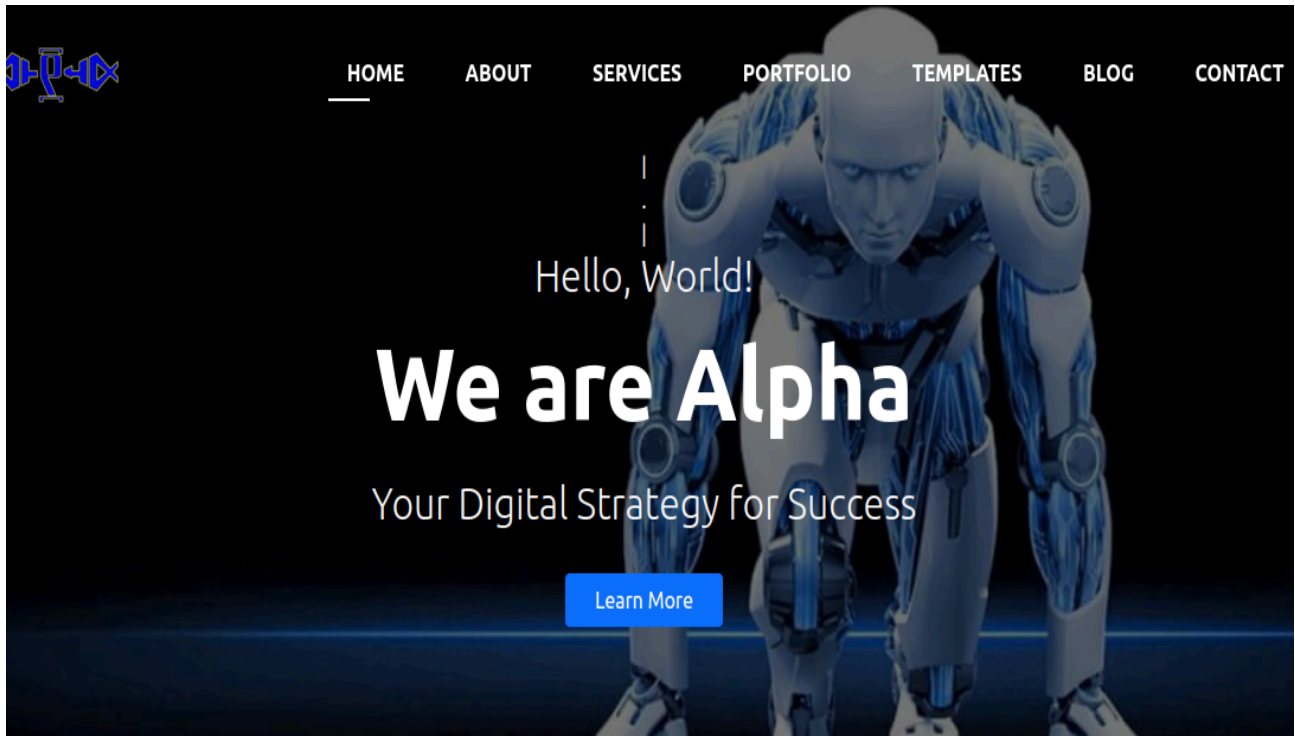 alpha
HOME ABOUT SERVICES PORTFOLIO TEMPLATES BLOG CONTACT
|
.
|
Hello, World!
We are Alpha
Your Digital Strategy for Success
Learn More